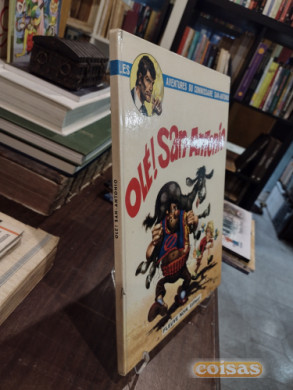 LES AVENTURES DU COMMISSAIRE SAN-ANTONIO
OLÉ! San Antonio
OLÉ! SAN-ANTONIO
FLEUVE NOIR
coisas